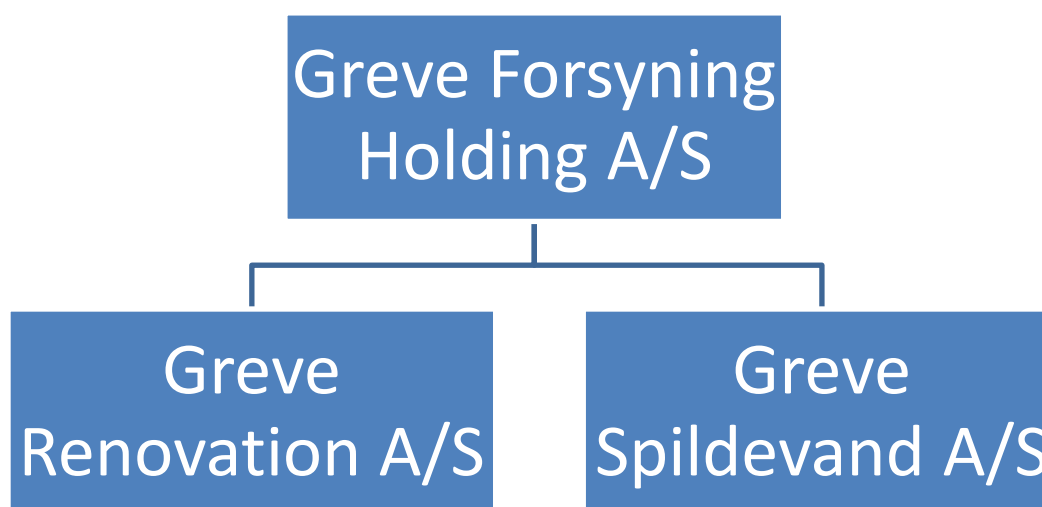 Greve Forsyning
Holding A/S
Greve
Renovation A/S
Greve
Spildevand A/S